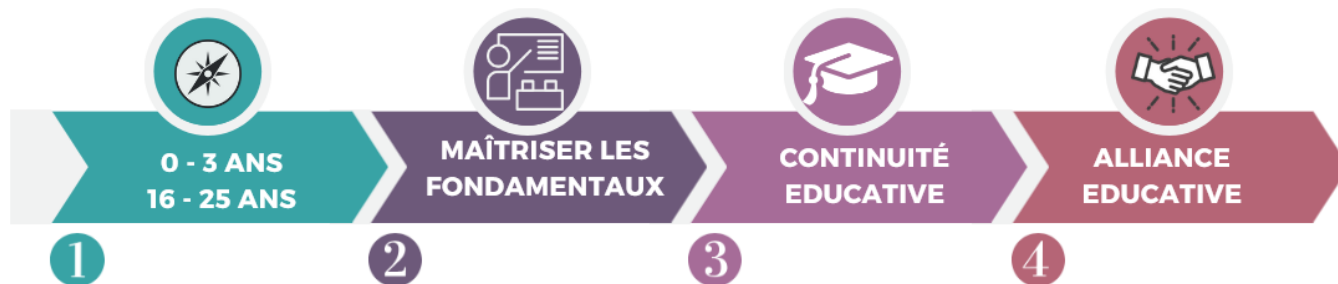 0 - 3 ANS
16 - 25 ANS
MAÎTRISER LES
FONDAMENTAUX
CONTINUITÉ
EDUCATIVE
ALLIANCE
EDUCATIVE
1
2
3
4